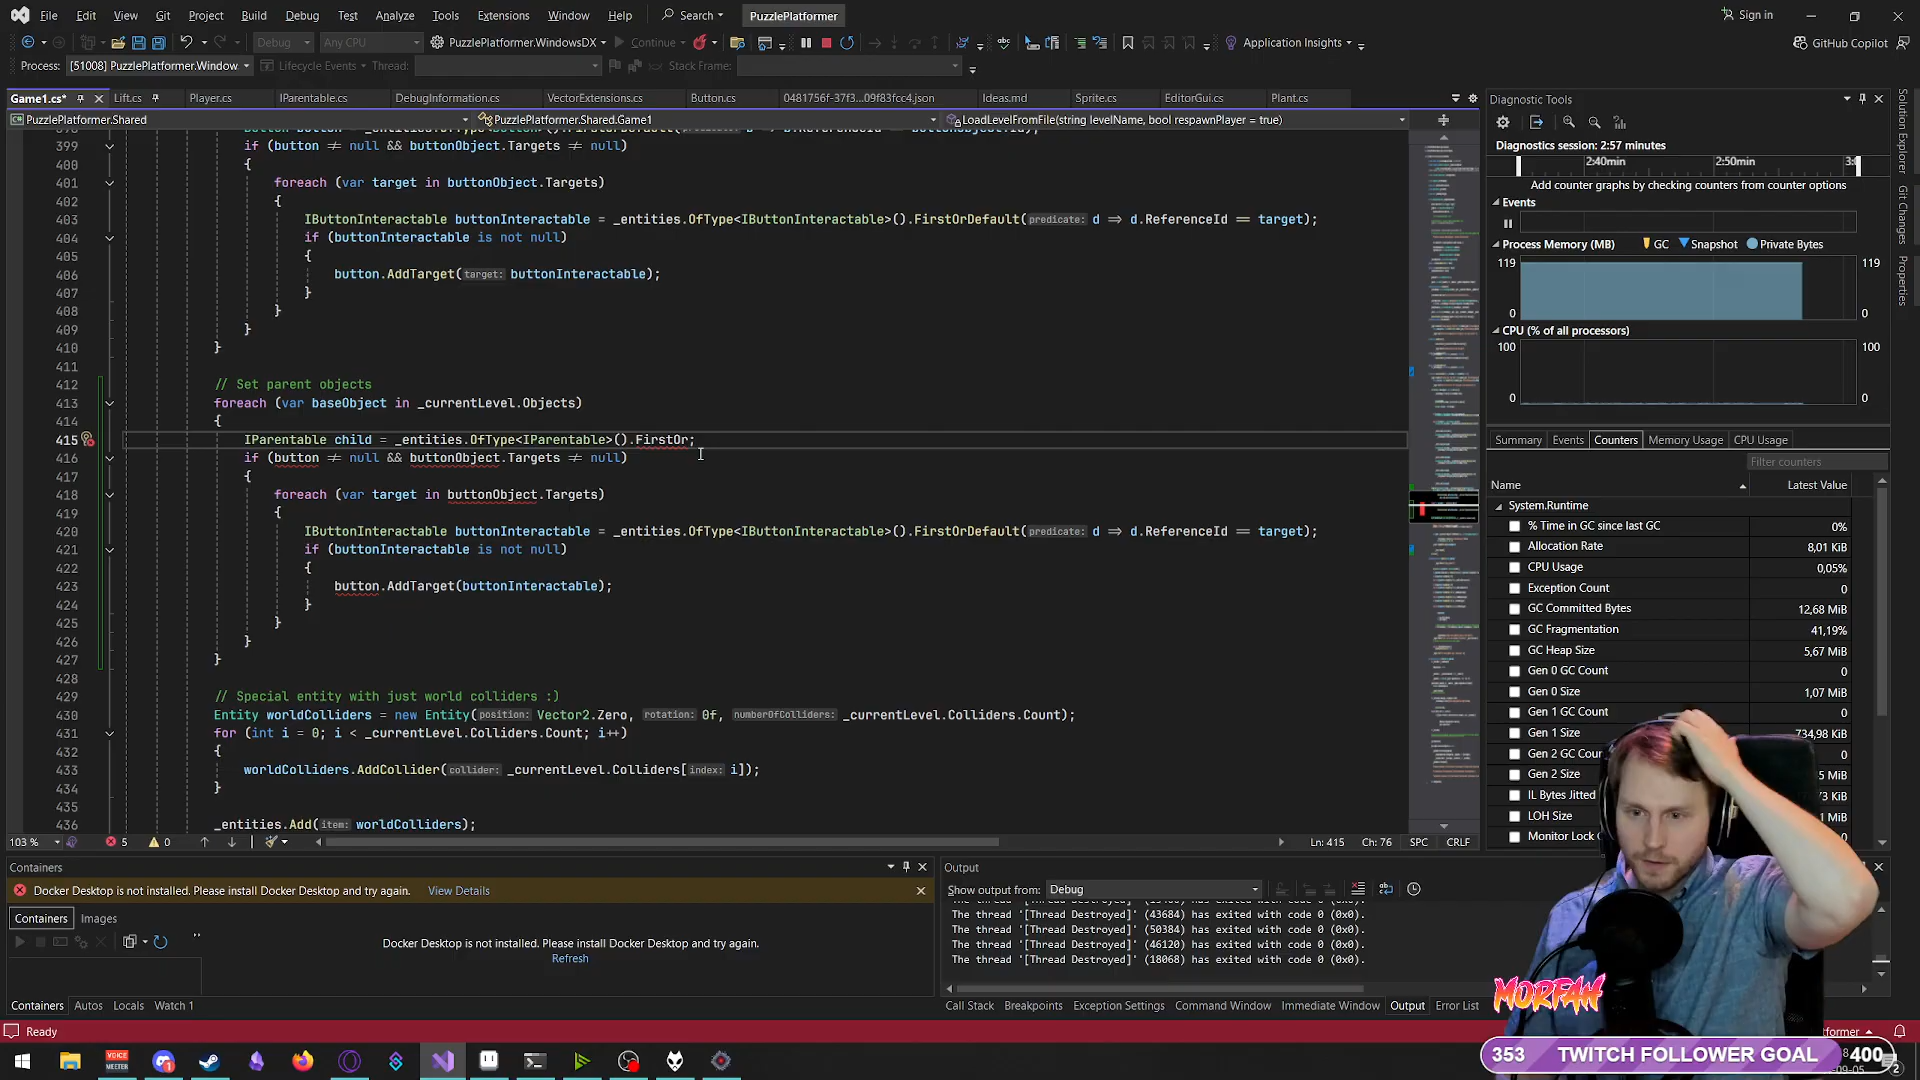 File Edit View Git Project Build Debug Test Analyze Tools Extensions Window Help Search PuzzlePlatformer Sign in
Debug Any CPU PuzzlePlatformer.WindowsDX Continue Application Insights GitHub Copilot
Process: [51008] PuzzlePlatformer.Window Lifecycle Events Thread: Stack Frame:
Game1.cs* Lift.cs Player.cs IParentable.cs DebugInformation.cs VectorExtensions.cs Button.cs 0481756f-37f3...09f83fcc4.json Ideas.md Sprite.cs EditorGui.cs Plant.cs
PuzzlePlatformer.Shared PuzzlePlatformer.Shared.Game1 LoadLevelFromFile(string levelName, bool respawnPlayer = true)
399 if (button != null && buttonObject.Targets != null)
400 {
401 foreach (var target in buttonObject.Targets)
402 {
403 IButtonInteractable buttonInteractable = _entities.OfType<IButtonInteractable>().FirstOrDefault(predicate: d => d.ReferenceId == target);
404 if (buttonInteractable is not null)
405 {
406 button.AddTarget(target: buttonInteractable);
407 }
408 }
409 }
410 }
411
412 // Set parent objects
413 foreach (var baseObject in _currentLevel.Objects)
414 {
415 IParentable child = _entities.OfType<IParentable>().FirstOr;
416 if (button != null && buttonObject.Targets != null)
417 {
418 foreach (var target in buttonObject.Targets)
419 {
420 IButtonInteractable buttonInteractable = _entities.OfType<IButtonInteractable>().FirstOrDefault(predicate: d => d.ReferenceId == target);
421 if (buttonInteractable is not null)
422 {
423 button.AddTarget(buttonInteractable);
424 }
425 }
426 }
427 }
428
429 // Special entity with just world colliders :)
430 Entity worldColliders = new Entity(position: Vector2.Zero, rotation: 0f, numberOfColliders: _currentLevel.Colliders.Count);
431 for (int i = 0; i < _currentLevel.Colliders.Count; i++)
432 {
433 worldColliders.AddCollider(collider: _currentLevel.Colliders[index: i]);
434 }
435
436 _entities.Add(item: worldColliders);
103 % 5 0 Ln: 415 Ch: 76 SPC CRLF
Diagnostic Tools
Diagnostics session: 2:57 minutes
2:40min 2:50min
Add counter graphs by checking counters from counter options
Events
Process Memory (MB) GC Snapshot Private Bytes
119 119
0 0
CPU (% of all processors)
100 100
0 0
Summary Events Counters Memory Usage CPU Usage
Filter counters
Name Latest Value
System.Runtime
% Time in GC since last GC 0%
Allocation Rate 8,01 KiB
CPU Usage 0,05%
Exception Count 0
GC Committed Bytes 12,68 MiB
GC Fragmentation 41,19%
GC Heap Size 5,67 MiB
Gen 0 GC Count 0
Gen 0 Size 1,07 MiB
Gen 1 GC Count 0
Gen 1 Size 734,98 KiB
Gen 2 GC Coun
Gen 2 Size
IL Bytes Jitted
LOH Size
Monitor Lock
Solution Explorer
Git Changes
Properties
Containers
Docker Desktop is not installed. Please install Docker Desktop and try again. View Details
Containers Images
Docker Desktop is not installed. Please install Docker Desktop and try again.
Refresh
Containers Autos Locals Watch 1
Output
Show output from: Debug
The thread '[Thread Destroyed]' (43684) has exited with code 0 (0x0).
The thread '[Thread Destroyed]' (50384) has exited with code 0 (0x0).
The thread '[Thread Destroyed]' (46120) has exited with code 0 (0x0).
The thread '[Thread Destroyed]' (18068) has exited with code 0 (0x0).
Call Stack Breakpoints Exception Settings Command Window Immediate Window Output Error List
Ready
MORFAN
353 TWITCH FOLLOWER GOAL 400